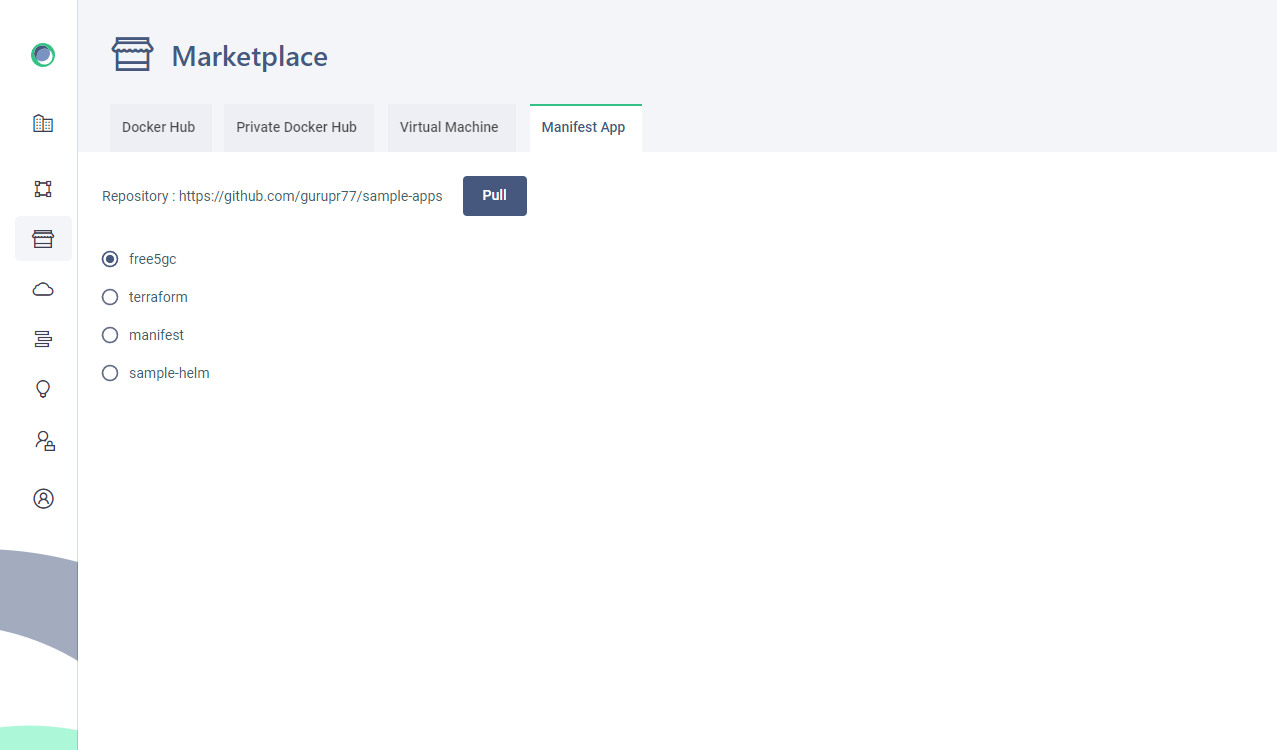 Marketplace
Docker Hub
Private Docker Hub
Virtual Machine
Manifest App
Repository : https://github.com/gurupr77/sample-apps
Pull
free5gc
terraform
manifest
sample-helm